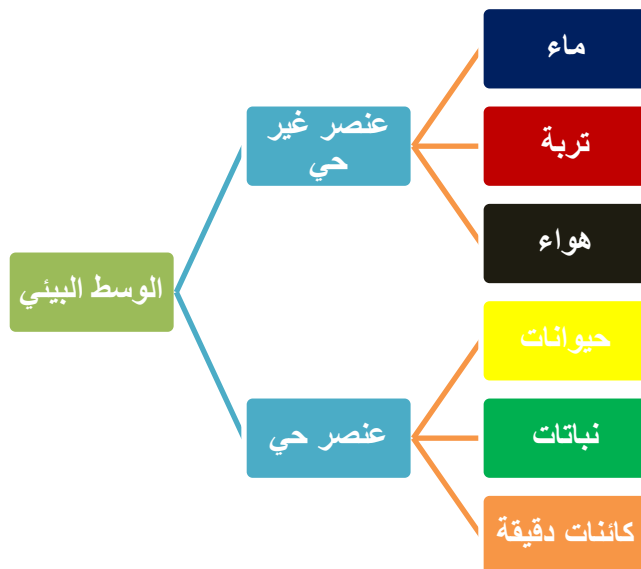 ماء
عنصر غير
حي
تربة
هواء
الوسط البيئي
حيوانات
عنصر حي
نباتات
كائنات دقيقة